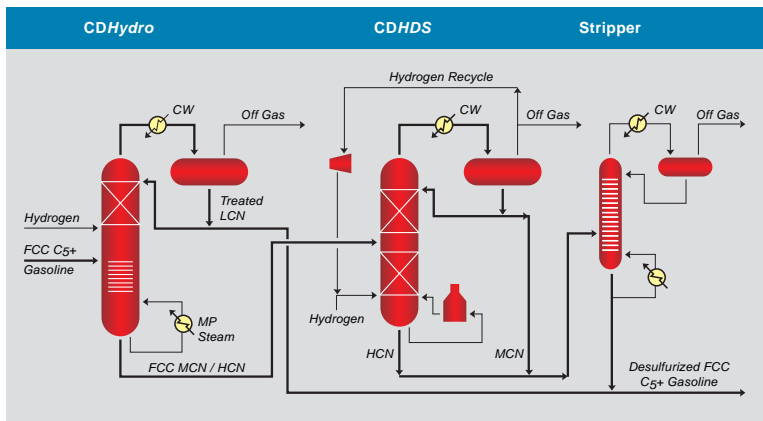 CDHydro
CDHDS
Stripper
Hydrogen Recycle
CW
Off Gas
CW
Off Gas
CW
Off Gas
Treated
LCN
Hydrogen
FCC C5+
Gasoline
MP
Steam
Hydrogen
FCC MCN / HCN
HCN
MCN
Desulfurized FCC
C5+ Gasoline